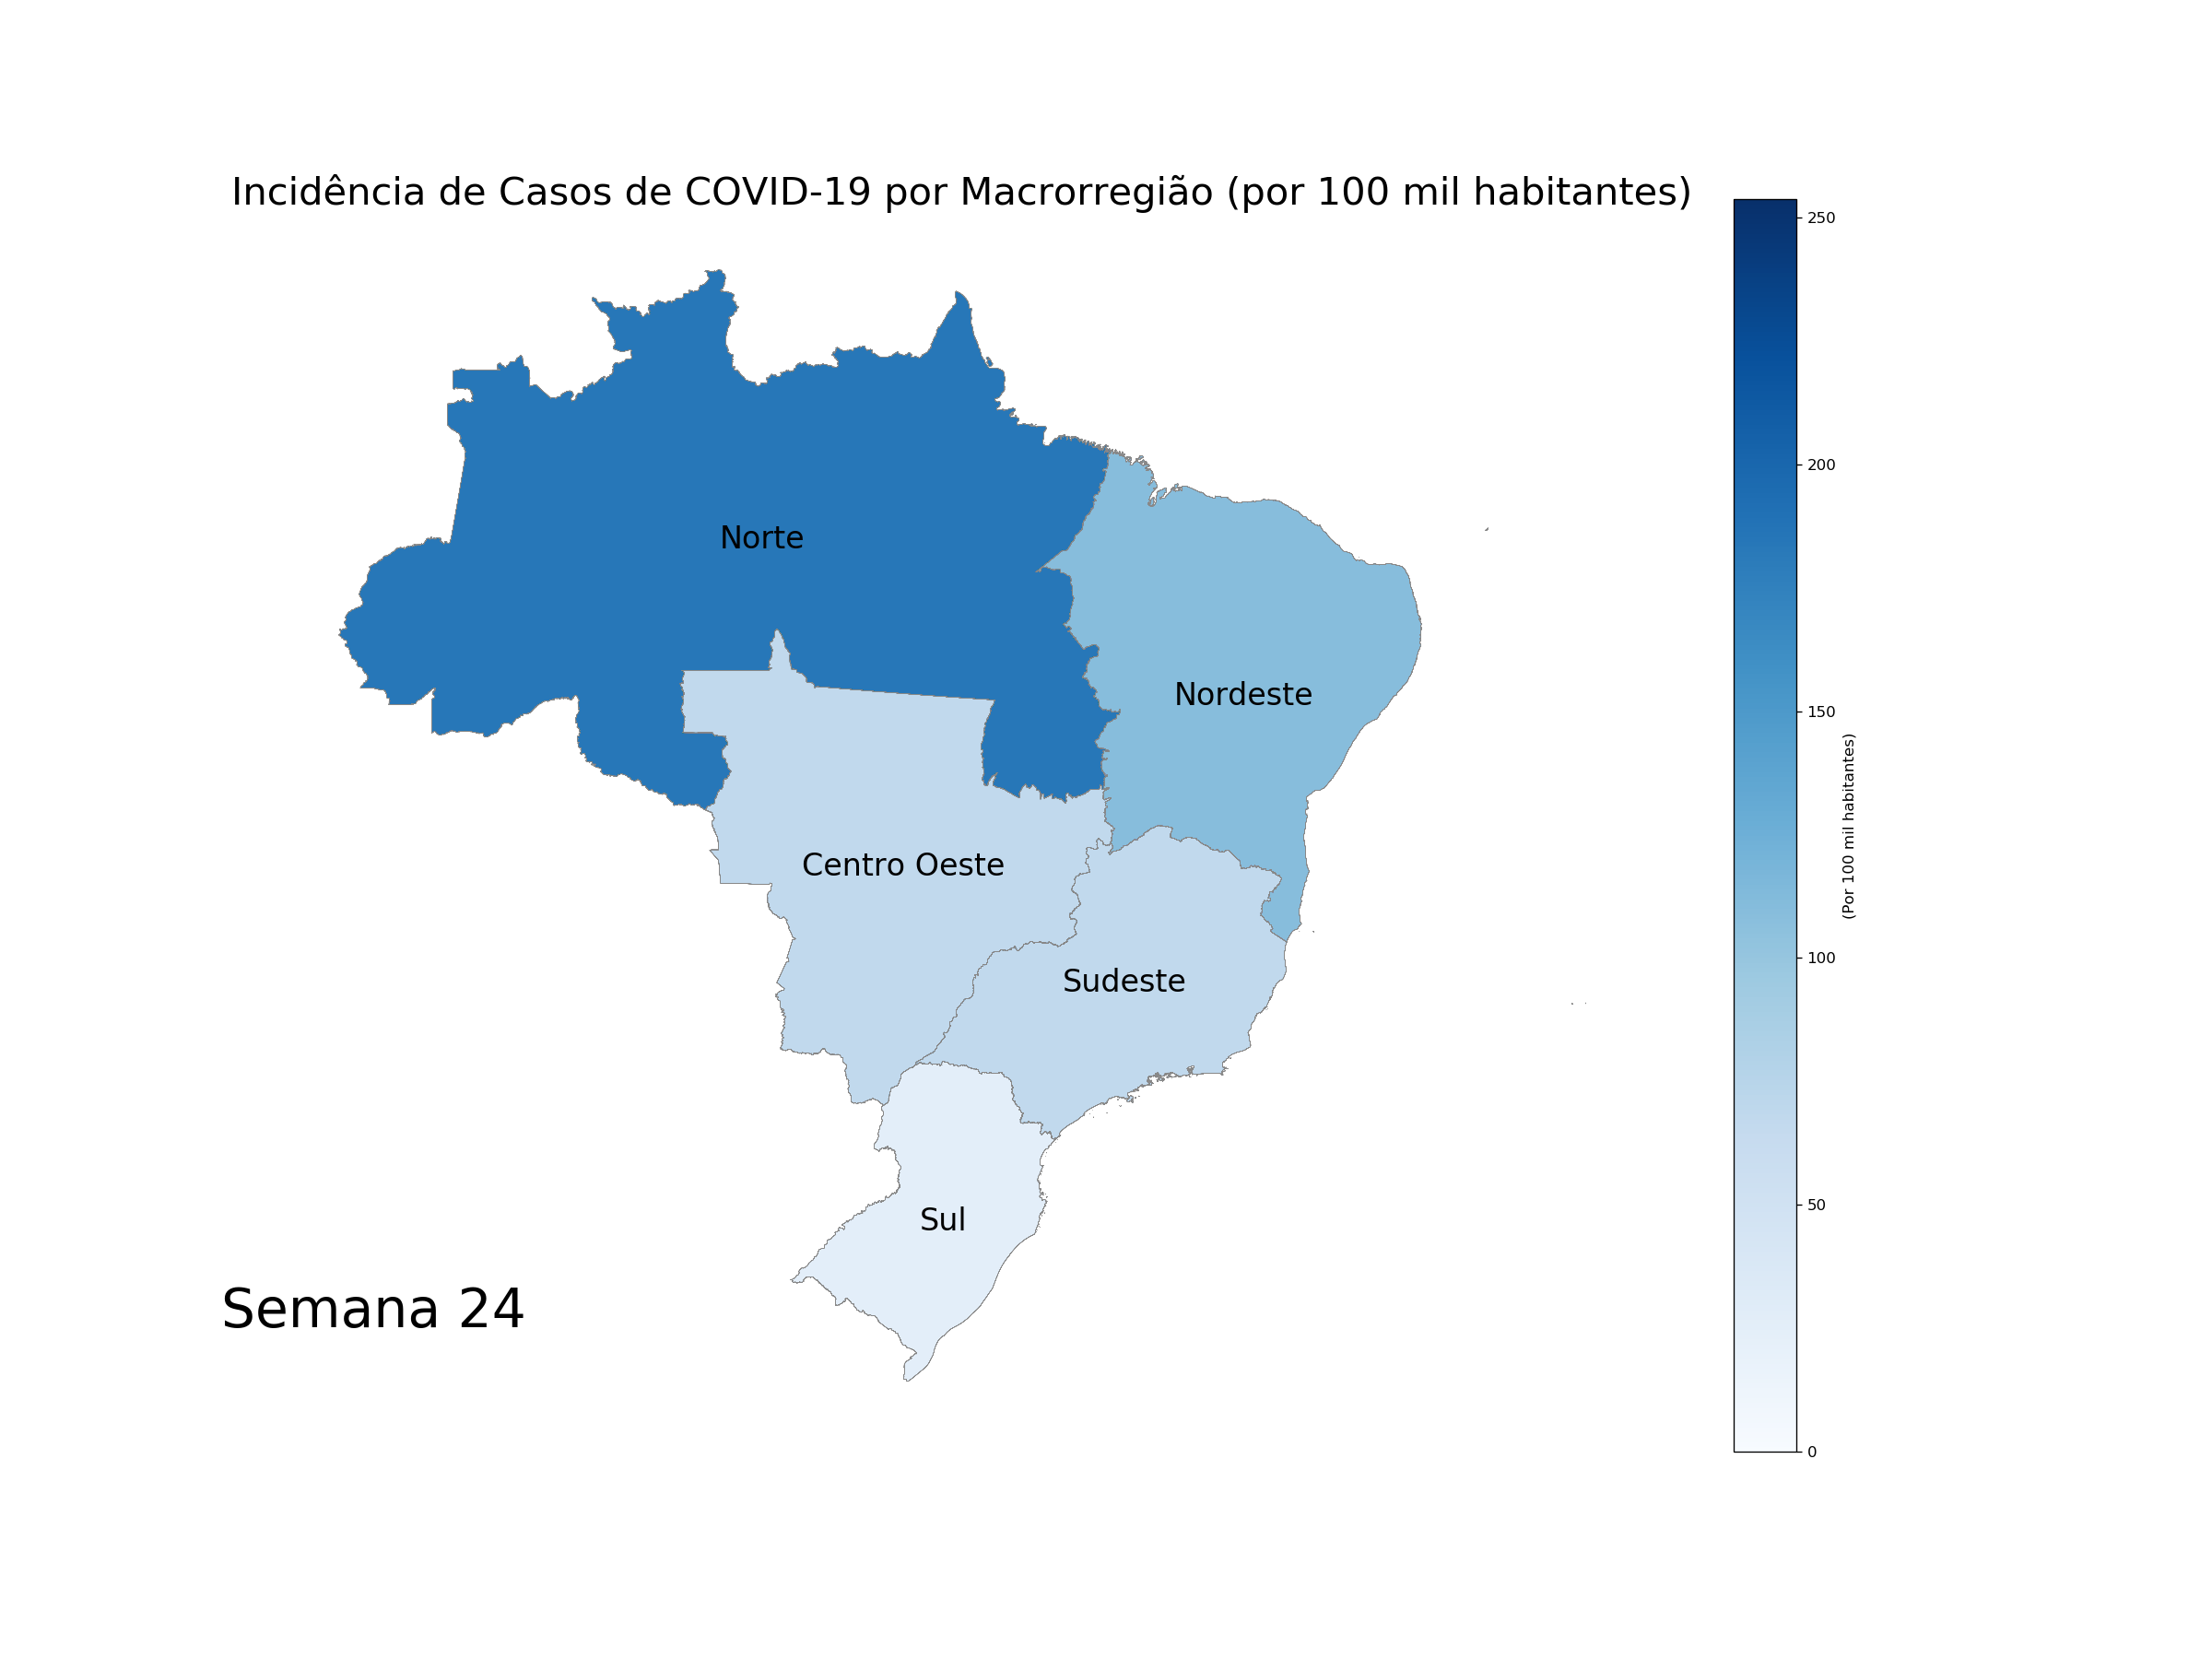 Incidência de Casos de COVID-19 por Macrorregião (por 100 mil habitantes)
Norte
Nordeste
Centro Oeste
Sudeste
Sul
Semana 24
250
200
150
100
50
0
(Por 100 mil habitantes)